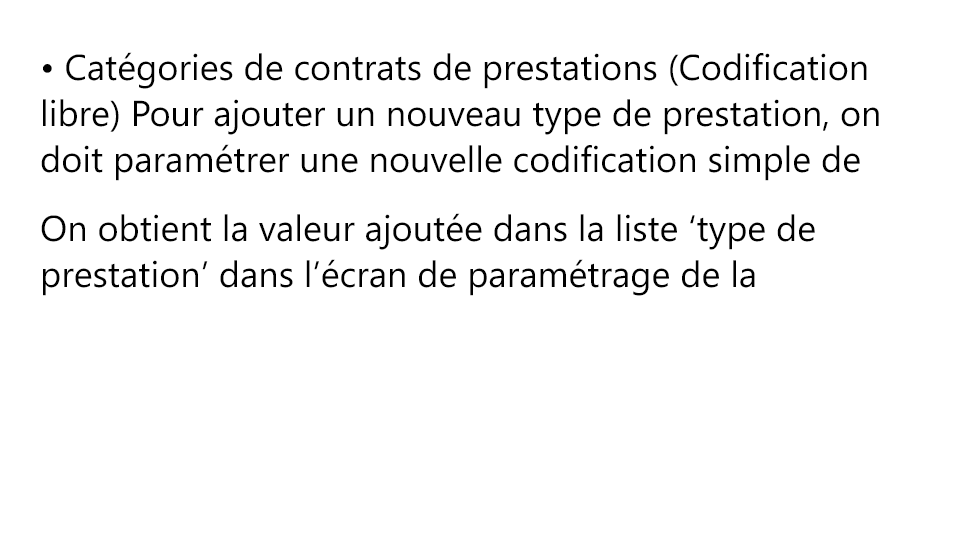 • Catégories de contrats de prestations (Codification
libre) Pour ajouter un nouveau type de prestation, on
doit paramétrer une nouvelle codification simple de
On obtient la valeur ajoutée dans la liste ‘type de
prestation’ dans l’écran de paramétrage de la